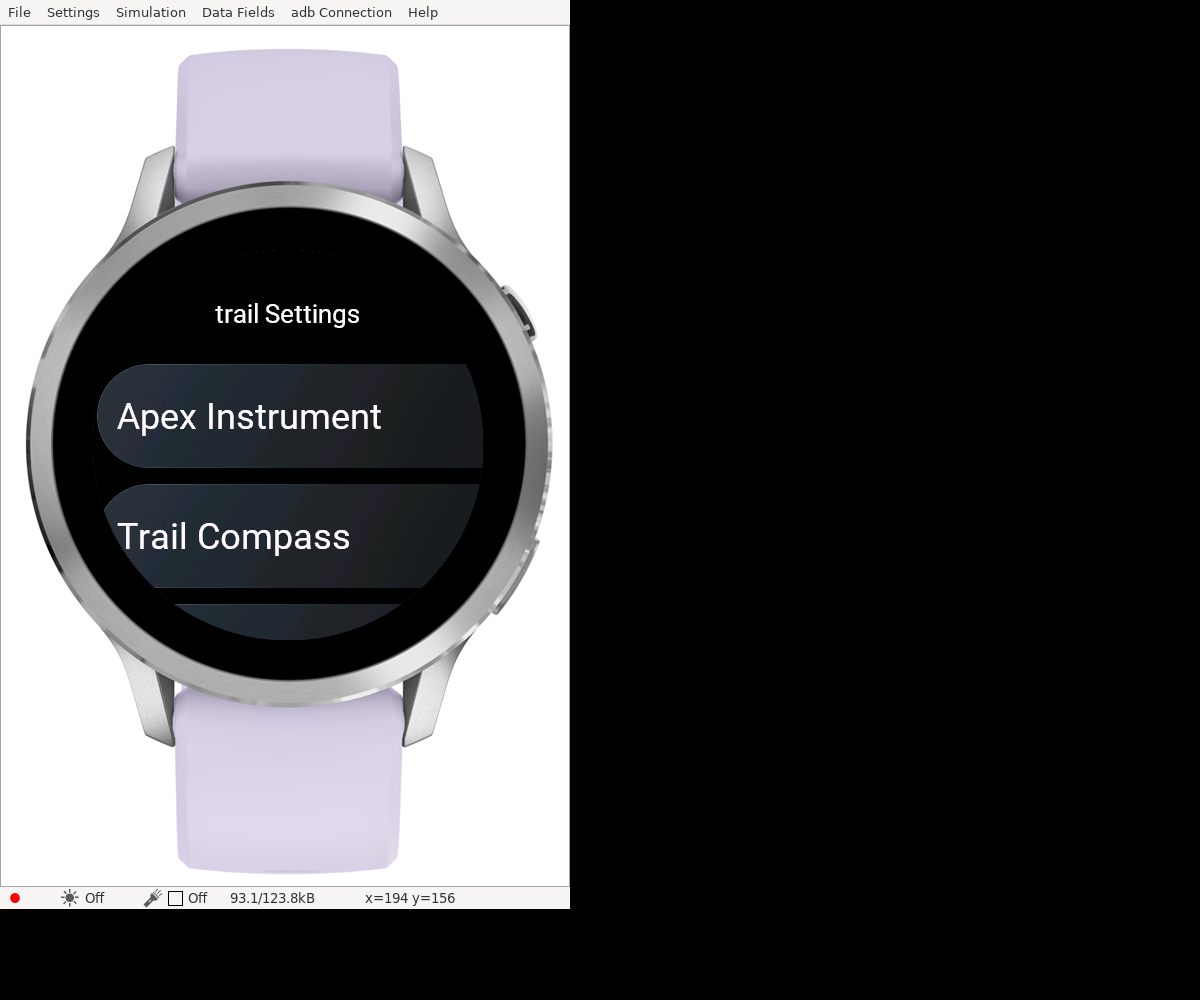 File Settings Simulation Data Fields adb Connection Help
trail Settings
Apex Instrument
Trail Compass
Off Off 93.1/123.8kB x=194 y=156